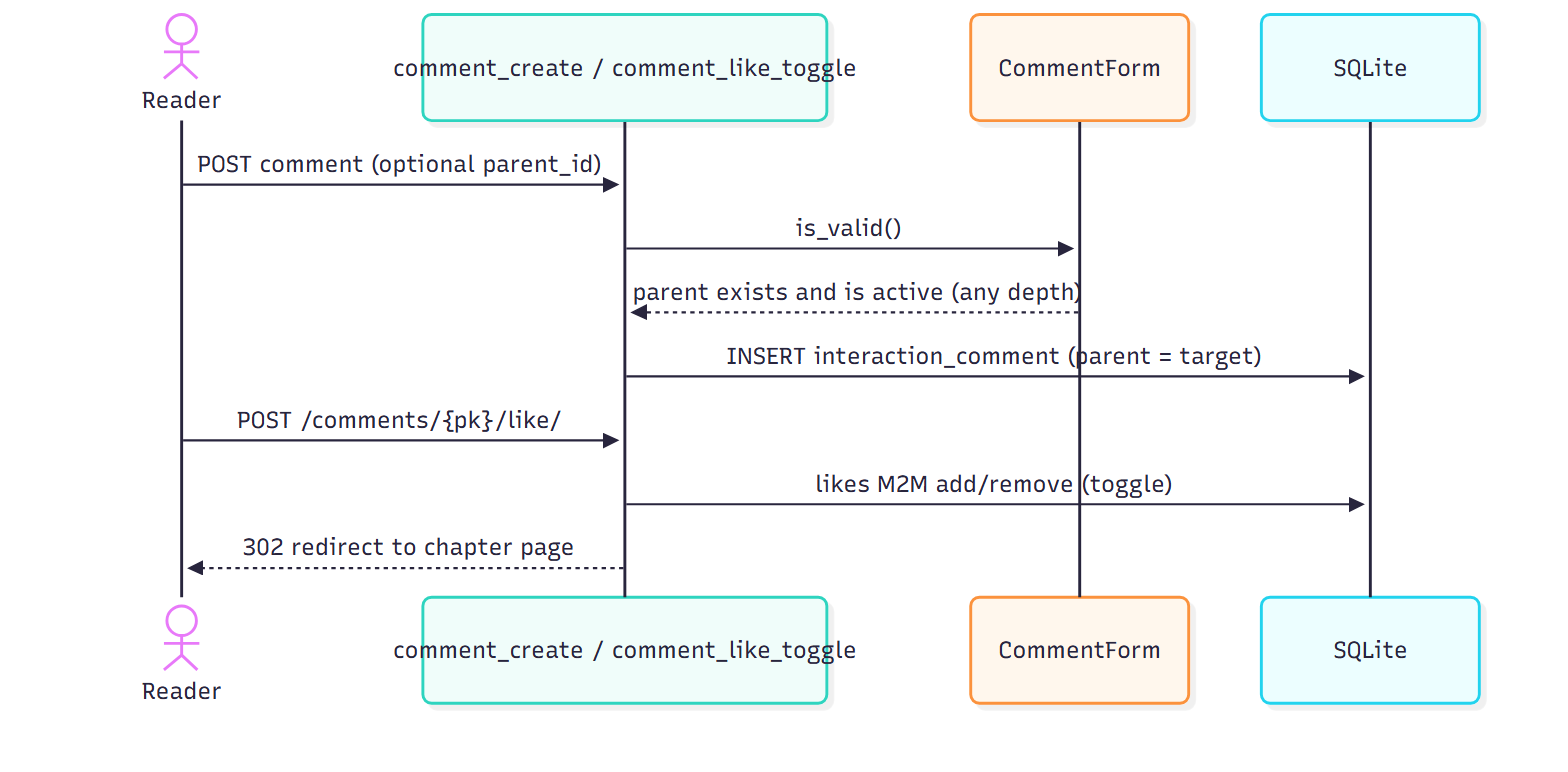 Reader
comment_create / comment_like_toggle
CommentForm
SQLite
POST comment (optional parent_id)
is_valid()
parent exists and is active (any depth)
INSERT interaction_comment (parent = target)
POST /comments/{pk}/like/
likes M2M add/remove (toggle)
302 redirect to chapter page
Reader
comment_create / comment_like_toggle
CommentForm
SQLite